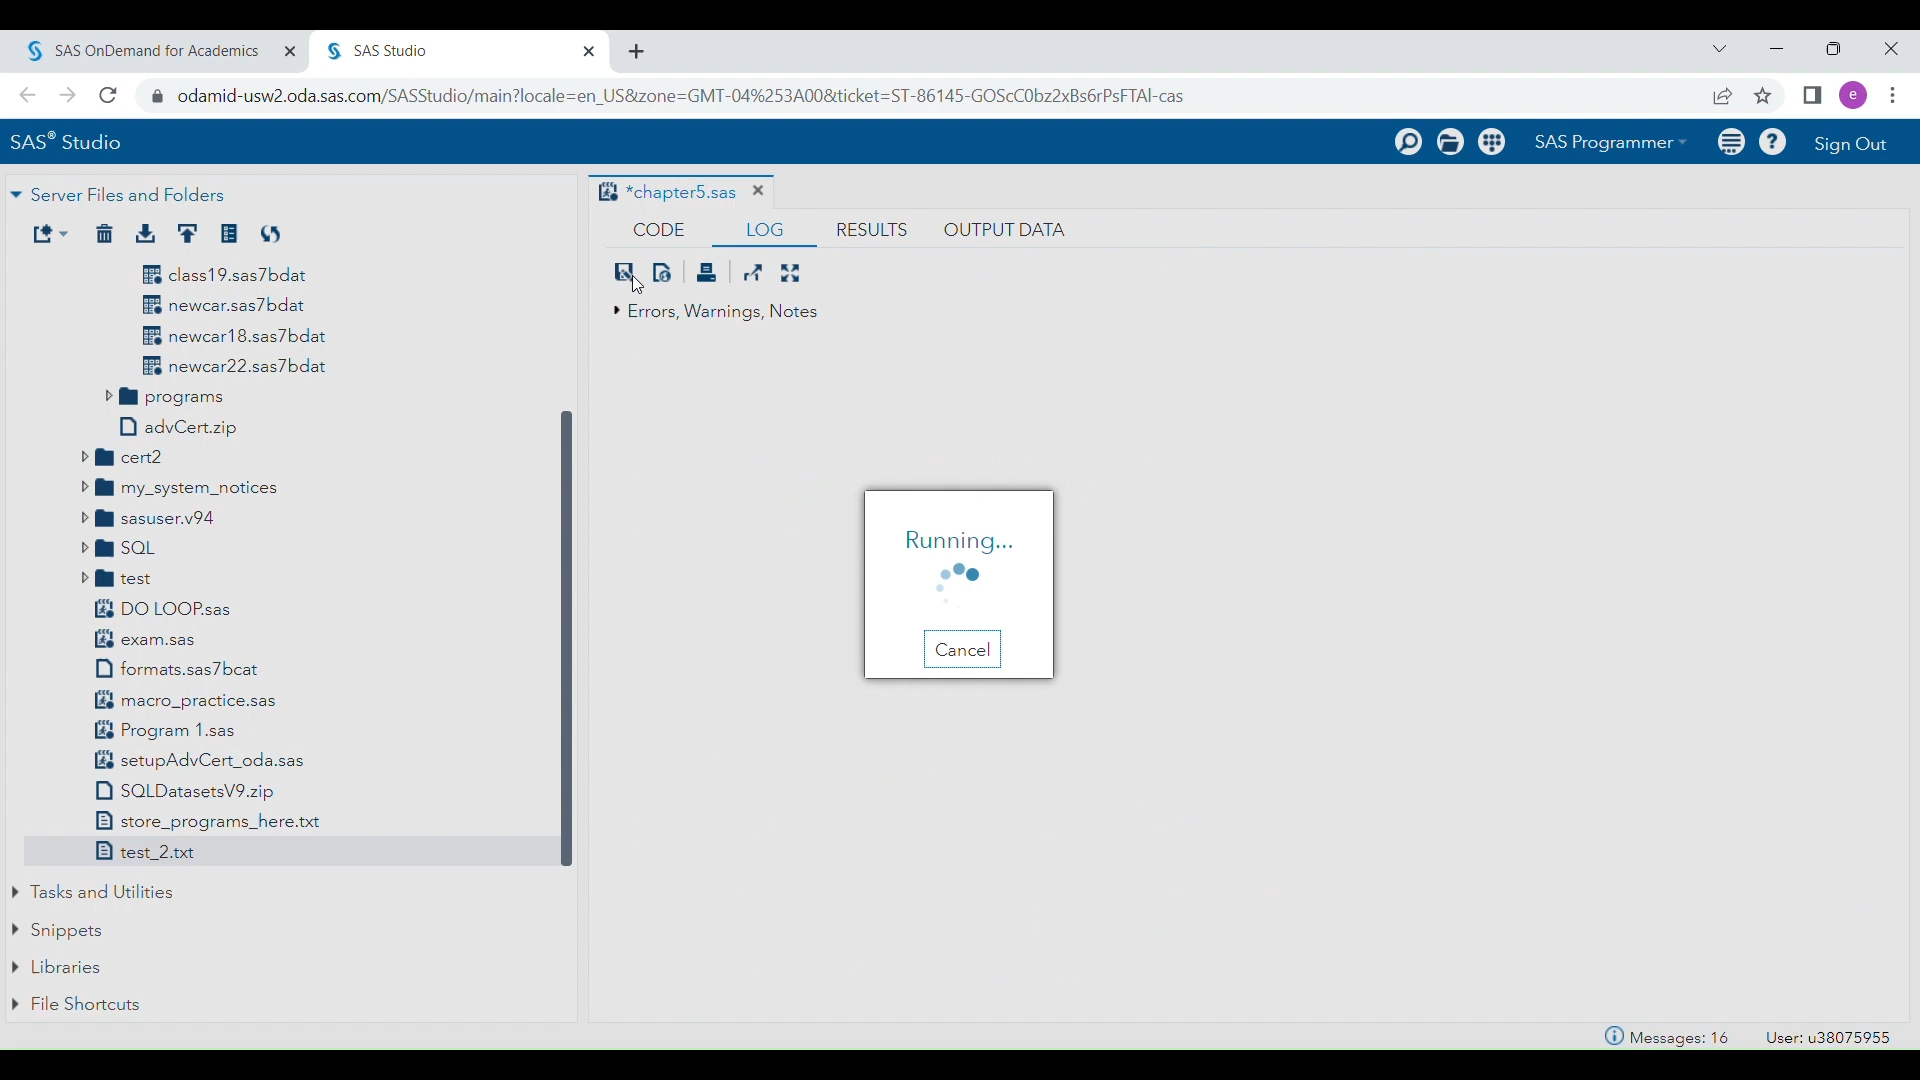 SAS OnDemand for Academics
SAS Studio
odamid-usw2.oda.sas.com/SASStudio/main?locale=en_US&zone=GMT-04%253A00&ticket=ST-86145-GOScC0bz2xBs6rPsFTAl-cas
e
SAS® Studio
SAS Programmer
?
Sign Out
Server Files and Folders
class19.sas7bdat
newcar.sas7bdat
newcar18.sas7bdat
newcar22.sas7bdat
programs
advCert.zip
cert2
my_system_notices
sasuser.v94
SQL
test
DO LOOP.sas
exam.sas
formats.sas7bcat
macro_practice.sas
Program 1.sas
setupAdvCert_oda.sas
SQLDatasetsV9.zip
store_programs_here.txt
test_2.txt
Tasks and Utilities
Snippets
Libraries
File Shortcuts
*chapter5.sas
CODE LOG RESULTS OUTPUT DATA
Errors, Warnings, Notes
Running...
Cancel
Messages: 16
User: u38075955